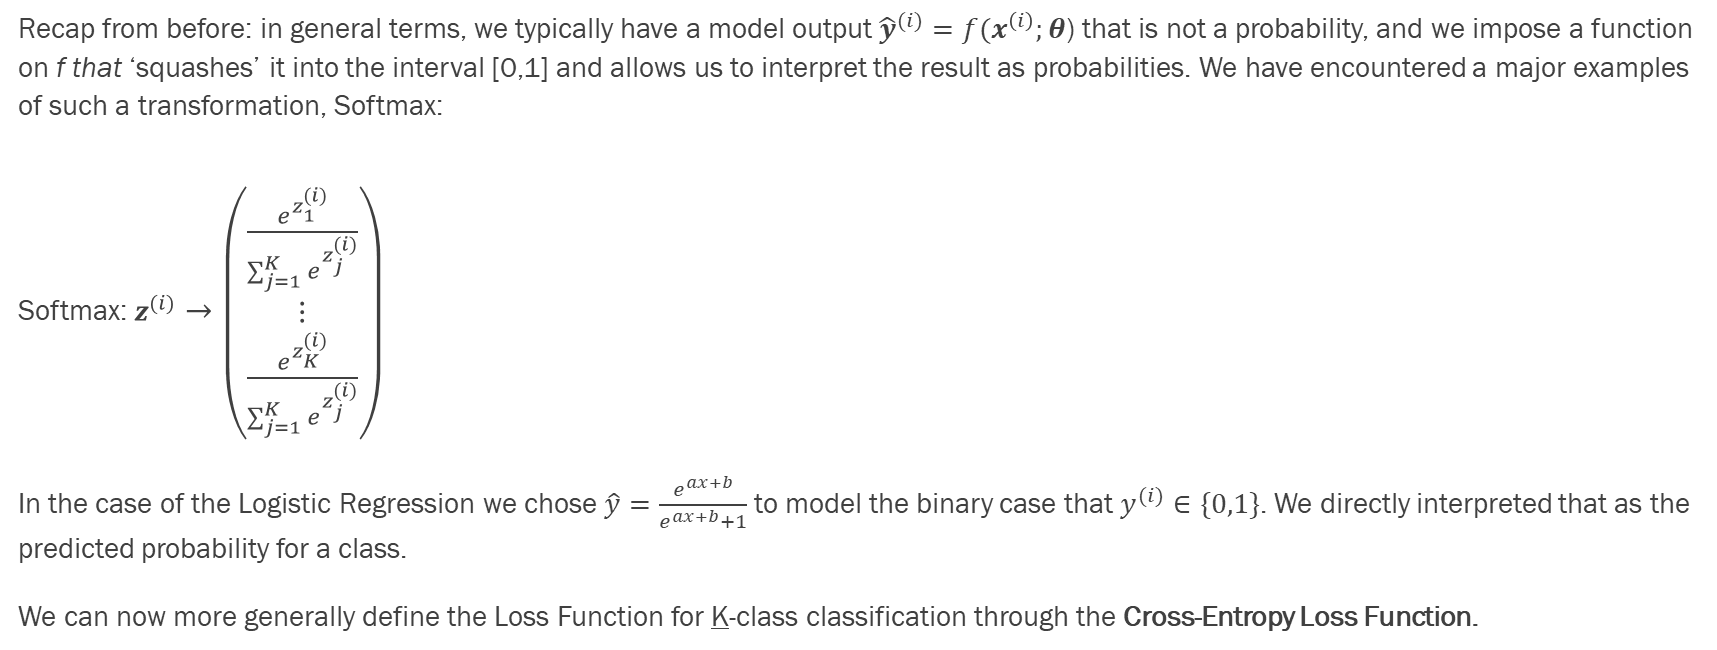 Recap from before: in general terms, we typically have a model output ŷ⁽ⁱ⁾ = f(x⁽ⁱ⁾; θ) that is not a probability, and we impose a function
on f that ‘squashes’ it into the interval [0,1] and allows us to interpret the result as probabilities. We have encountered a major examples
of such a transformation, Softmax:
Softmax: z⁽ⁱ⁾ → ( e^{z_1^{(i)}} / Σ_{j=1}^{K} e^{z_j^{(i)}} ⋮ e^{z_K^{(i)}} / Σ_{j=1}^{K} e^{z_j^{(i)}} )
In the case of the Logistic Regression we chose ŷ = e^{ax+b} / e^{ax+b}+1 to model the binary case that y⁽ⁱ⁾ ∈ {0,1}. We directly interpreted that as the
predicted probability for a class.
We can now more generally define the Loss Function for K-class classification through the Cross-Entropy Loss Function.